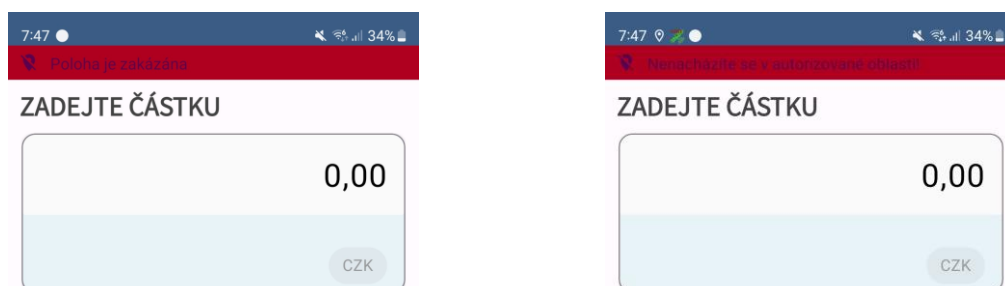 7:47 34%
Poloha je zakázána
ZADEJTE ČÁSTKU
0,00
CZK
7:47 34%
Nenacházíte se v autorizované oblasti!
ZADEJTE ČÁSTKU
0,00
CZK